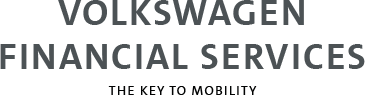 VOLKSWAGEN
FINANCIAL SERVICES
THE KEY TO MOBILITY